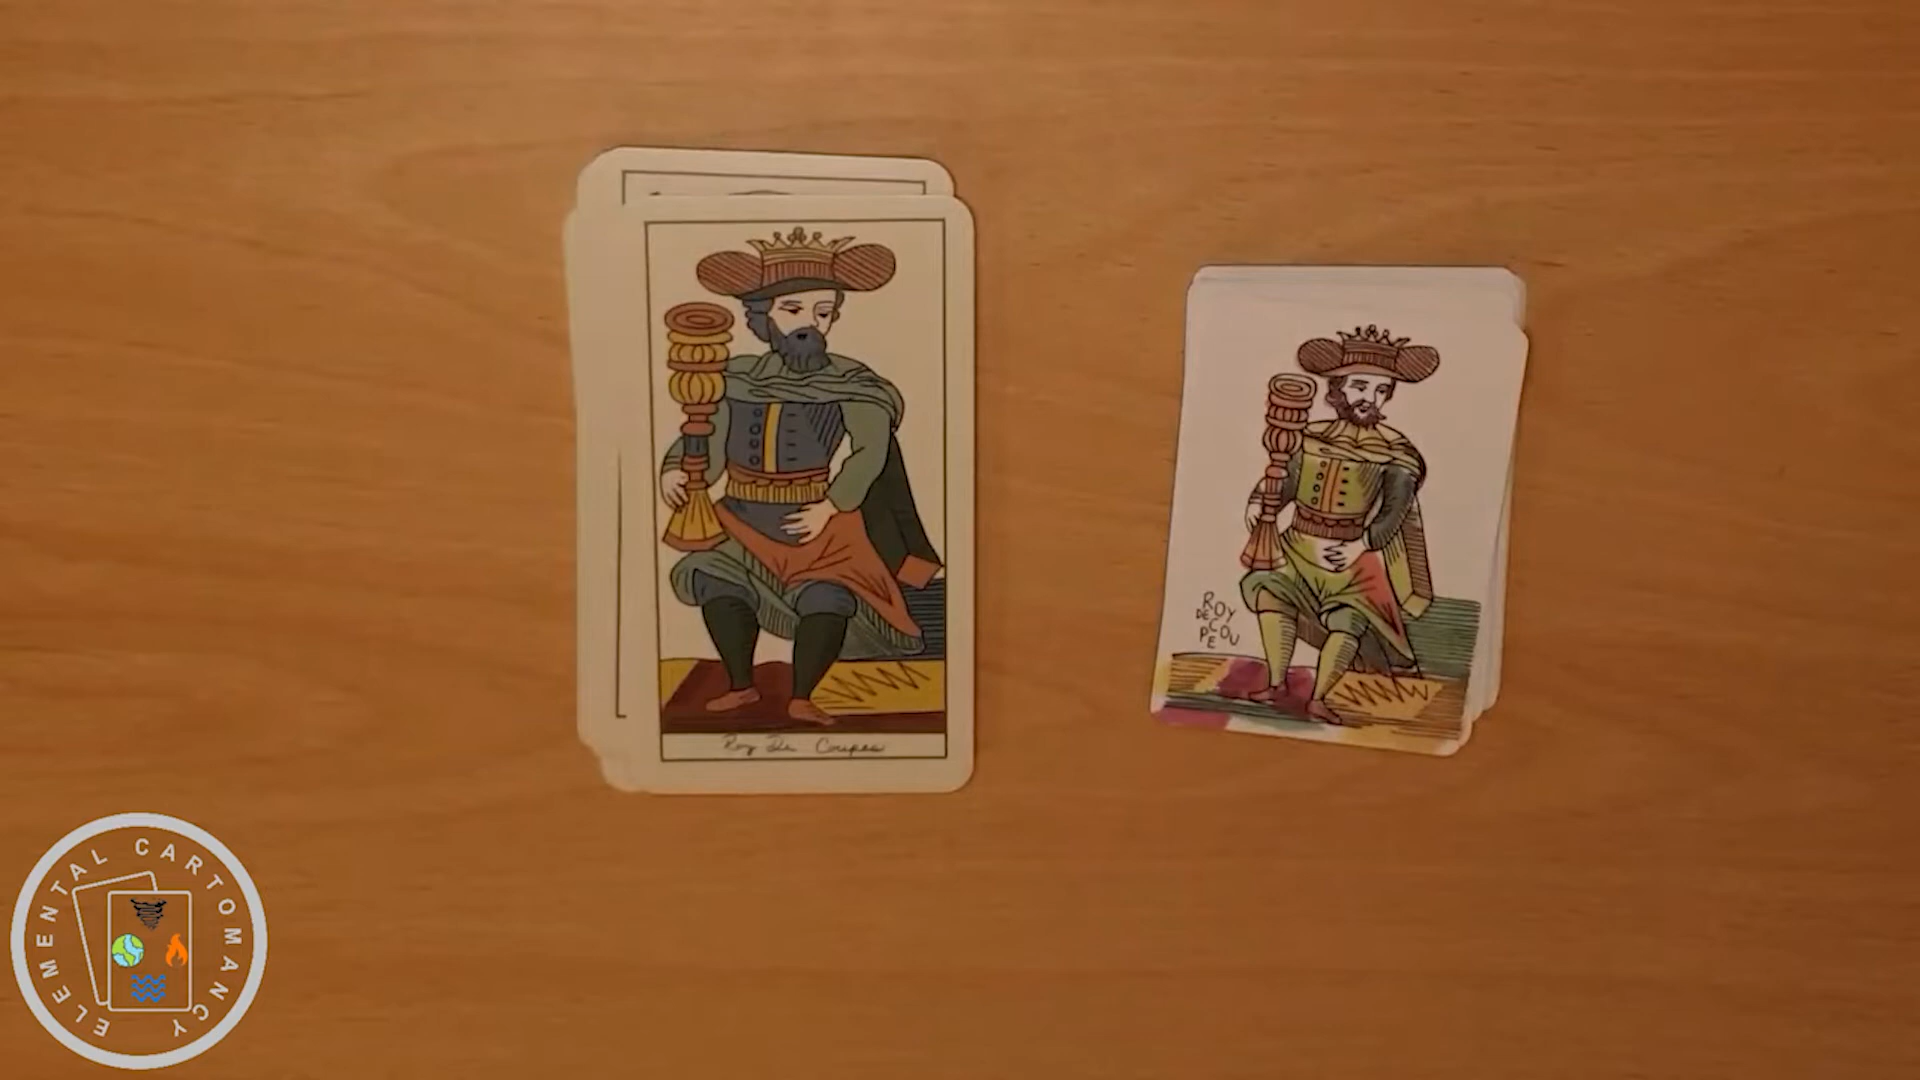 Roy De Coupes
ROY
DE COU
PE
ELEMENTAL CARTOMANCY